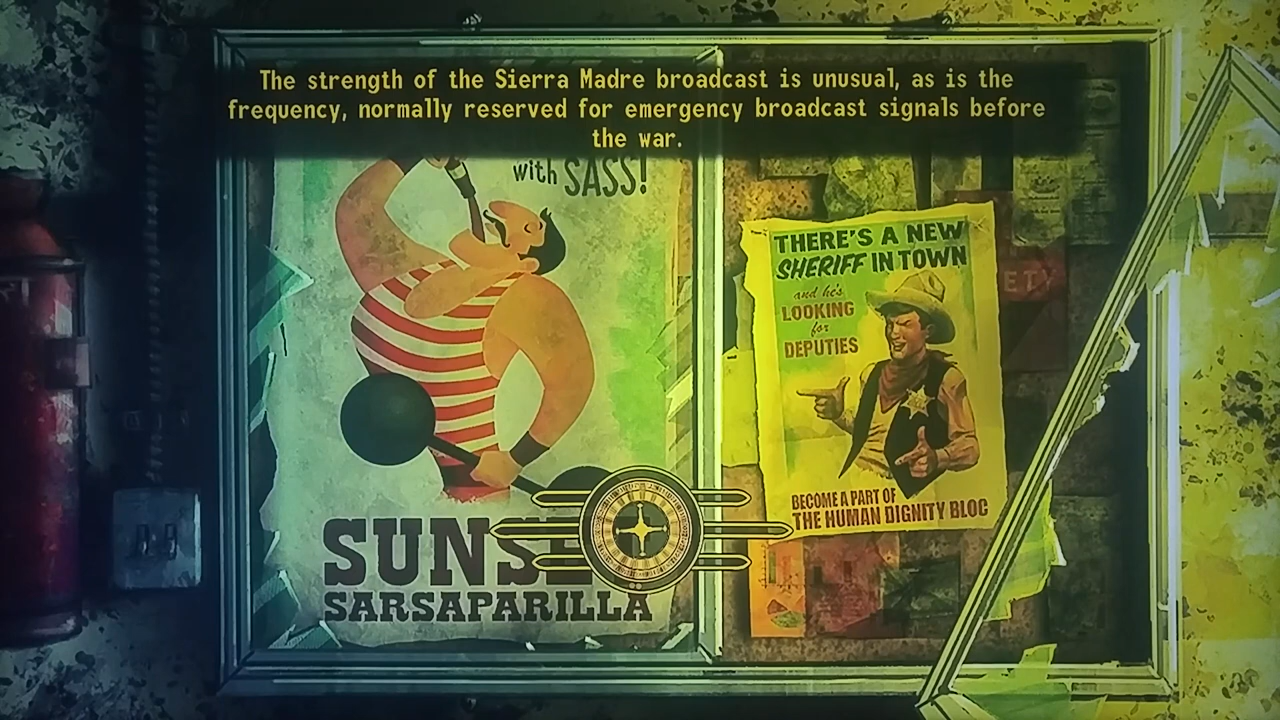 The strength of the Sierra Madre broadcast is unusual, as is the
frequency, normally reserved for emergency broadcast signals before
the war.
with SASS!
THERE'S A NEW
SHERIFF IN TOWN
and he's
LOOKING
for
DEPUTIES
BECOME A PART OF
THE HUMAN DIGNITY BLOC
SUNSE
SARSAPARILLA
ETY